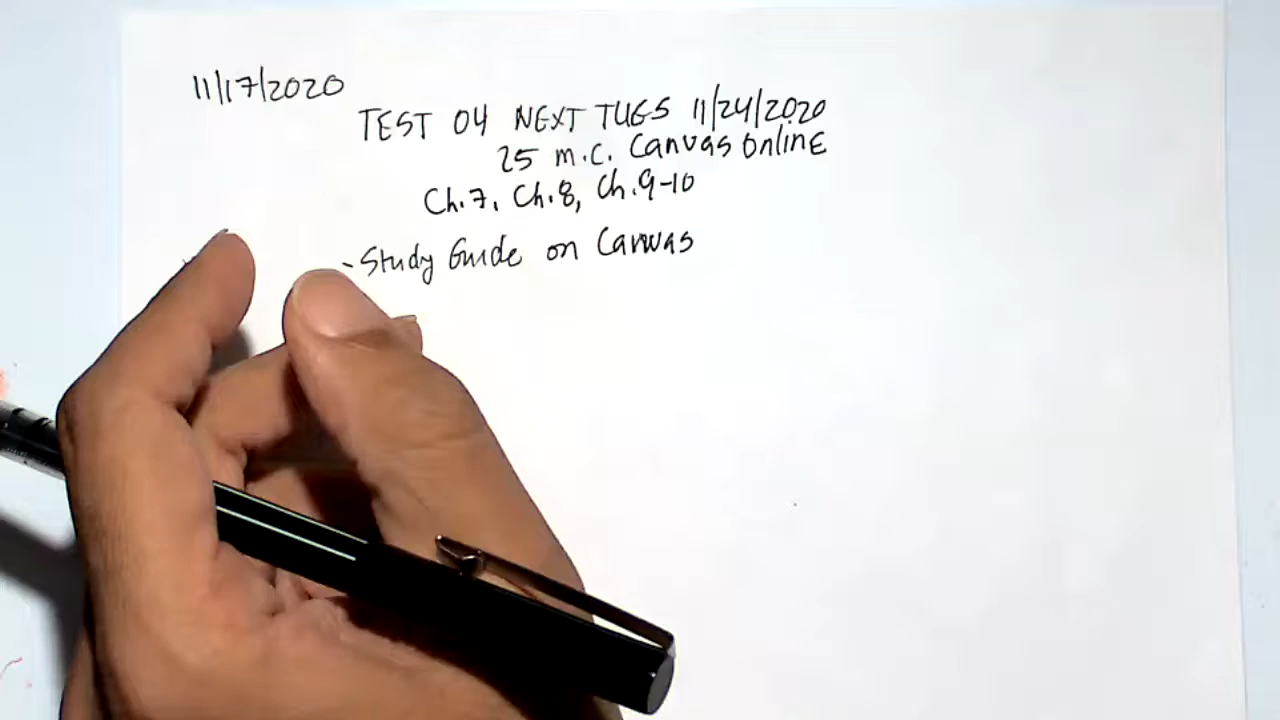 11/17/2020
TEST 04 NEXT TUES 11/24/2020
25 m.c. Canvas Online
Ch.7, Ch.8, Ch.9-10
- Study Guide on Canvas